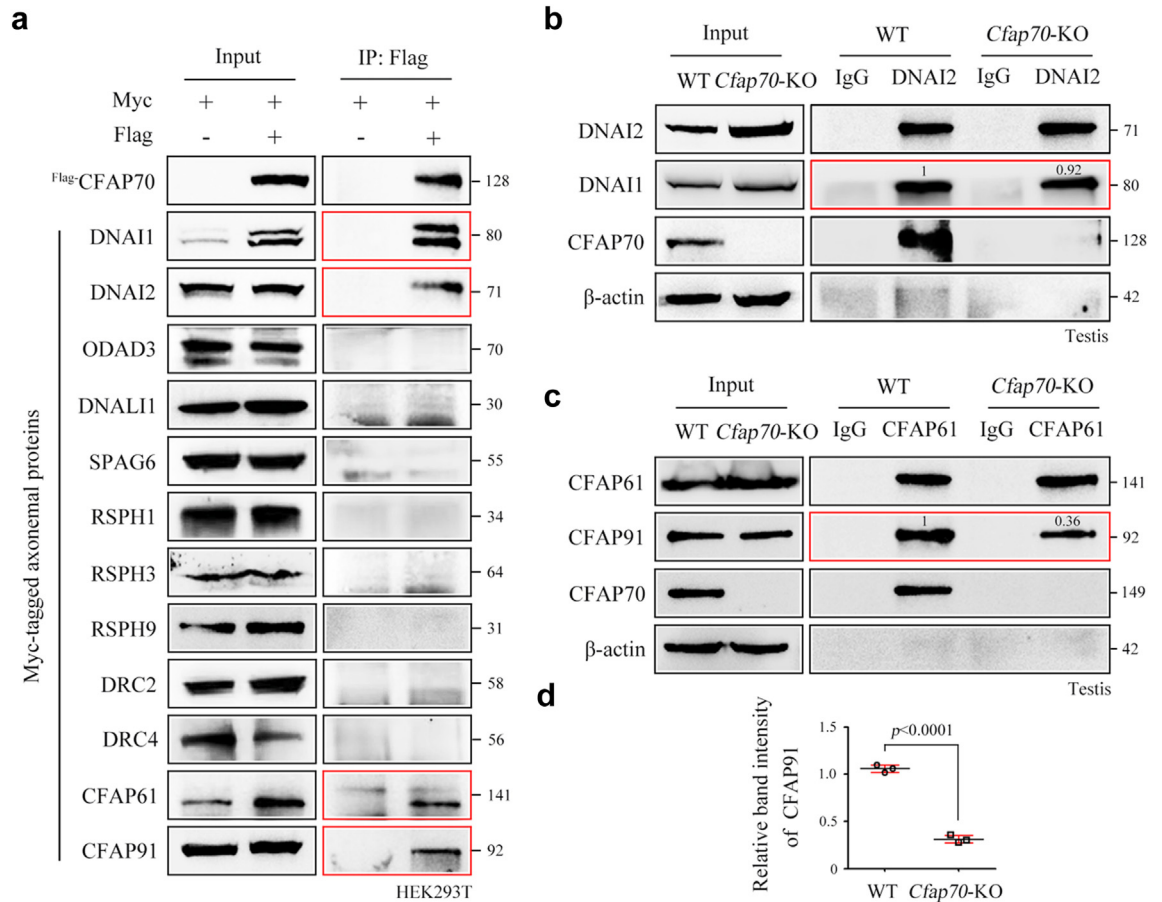 a
Input IP: Flag
Myc + + + +
Flag - + - +
Flag-CFAP70 128
DNAI1 80
DNAI2 71
ODAD3 70
DNALI1 30
SPAG6 55
RSPH1 34
RSPH3 64
RSPH9 31
DRC2 58
DRC4 56
CFAP61 141
CFAP91 92
Myc-tagged axonemal proteins
HEK293T
b
Input WT Cfap70-KO
WT Cfap70-KO IgG DNAI2 IgG DNAI2
DNAI2 71
DNAI1 1 0.92 80
CFAP70 128
β-actin 42
Testis
c
Input WT Cfap70-KO
WT Cfap70-KO IgG CFAP61 IgG CFAP61
CFAP61 141
CFAP91 1 0.36 92
CFAP70 149
β-actin 42
Testis
d
Relative band intensity
of CFAP91
1.5
1.0
0.5
0
p<0.0001
WT Cfap70-KO